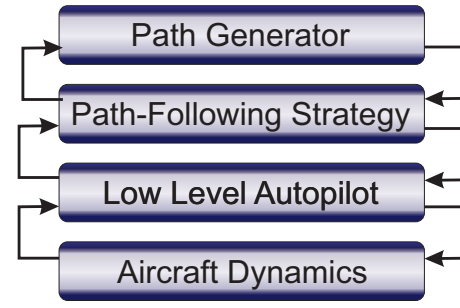 Path Generator
Path-Following Strategy
Low Level Autopilot
Aircraft Dynamics